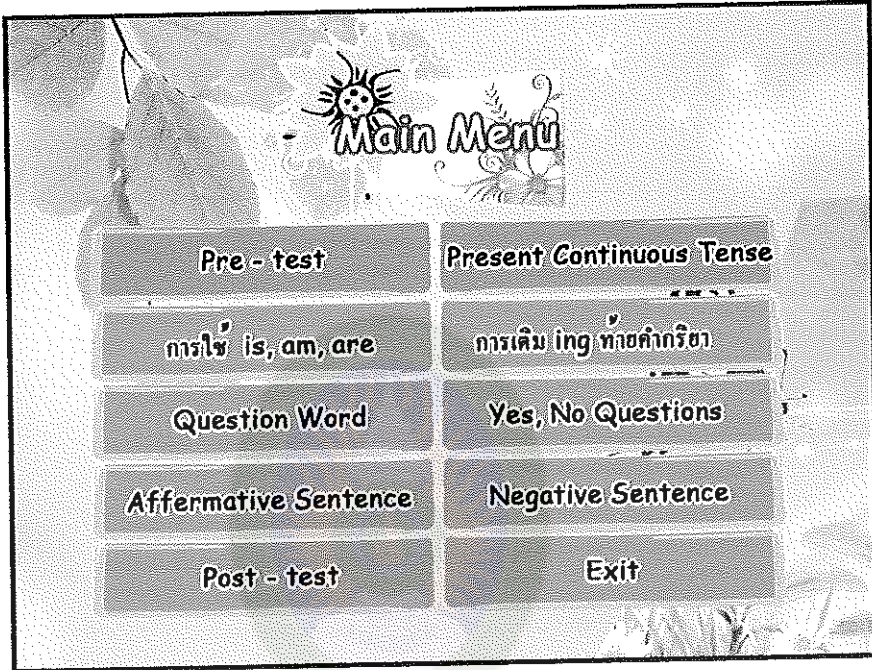 Main Menu
Pre - test
Present Continuous Tense
การใช้ is, am, are
การเติม ing ท้ายคำกริยา
Question Word
Yes, No Questions
Affermative Sentence
Negative Sentence
Post - test
Exit